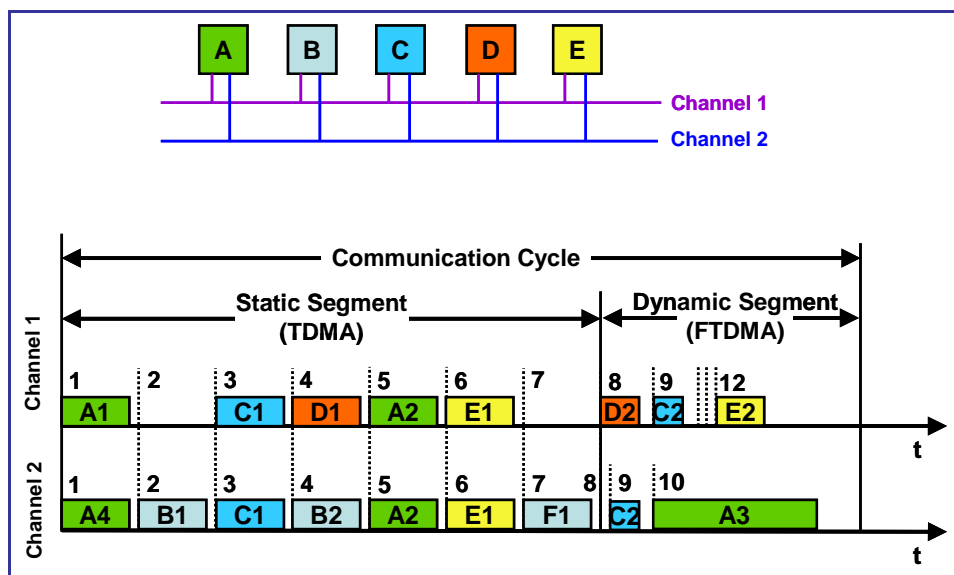 A B C D E
Channel 1
Channel 2
Communication Cycle
Static Segment
(TDMA)
Dynamic Segment
(FTDMA)
Channel 1
1 2 3 4 5 6 7 8 9 12
A1 C1 D1 A2 E1 D2 C2 E2
t
Channel 2
1 2 3 4 5 6 7 8 9 10
A4 B1 C1 B2 A2 E1 F1 C2 A3
t